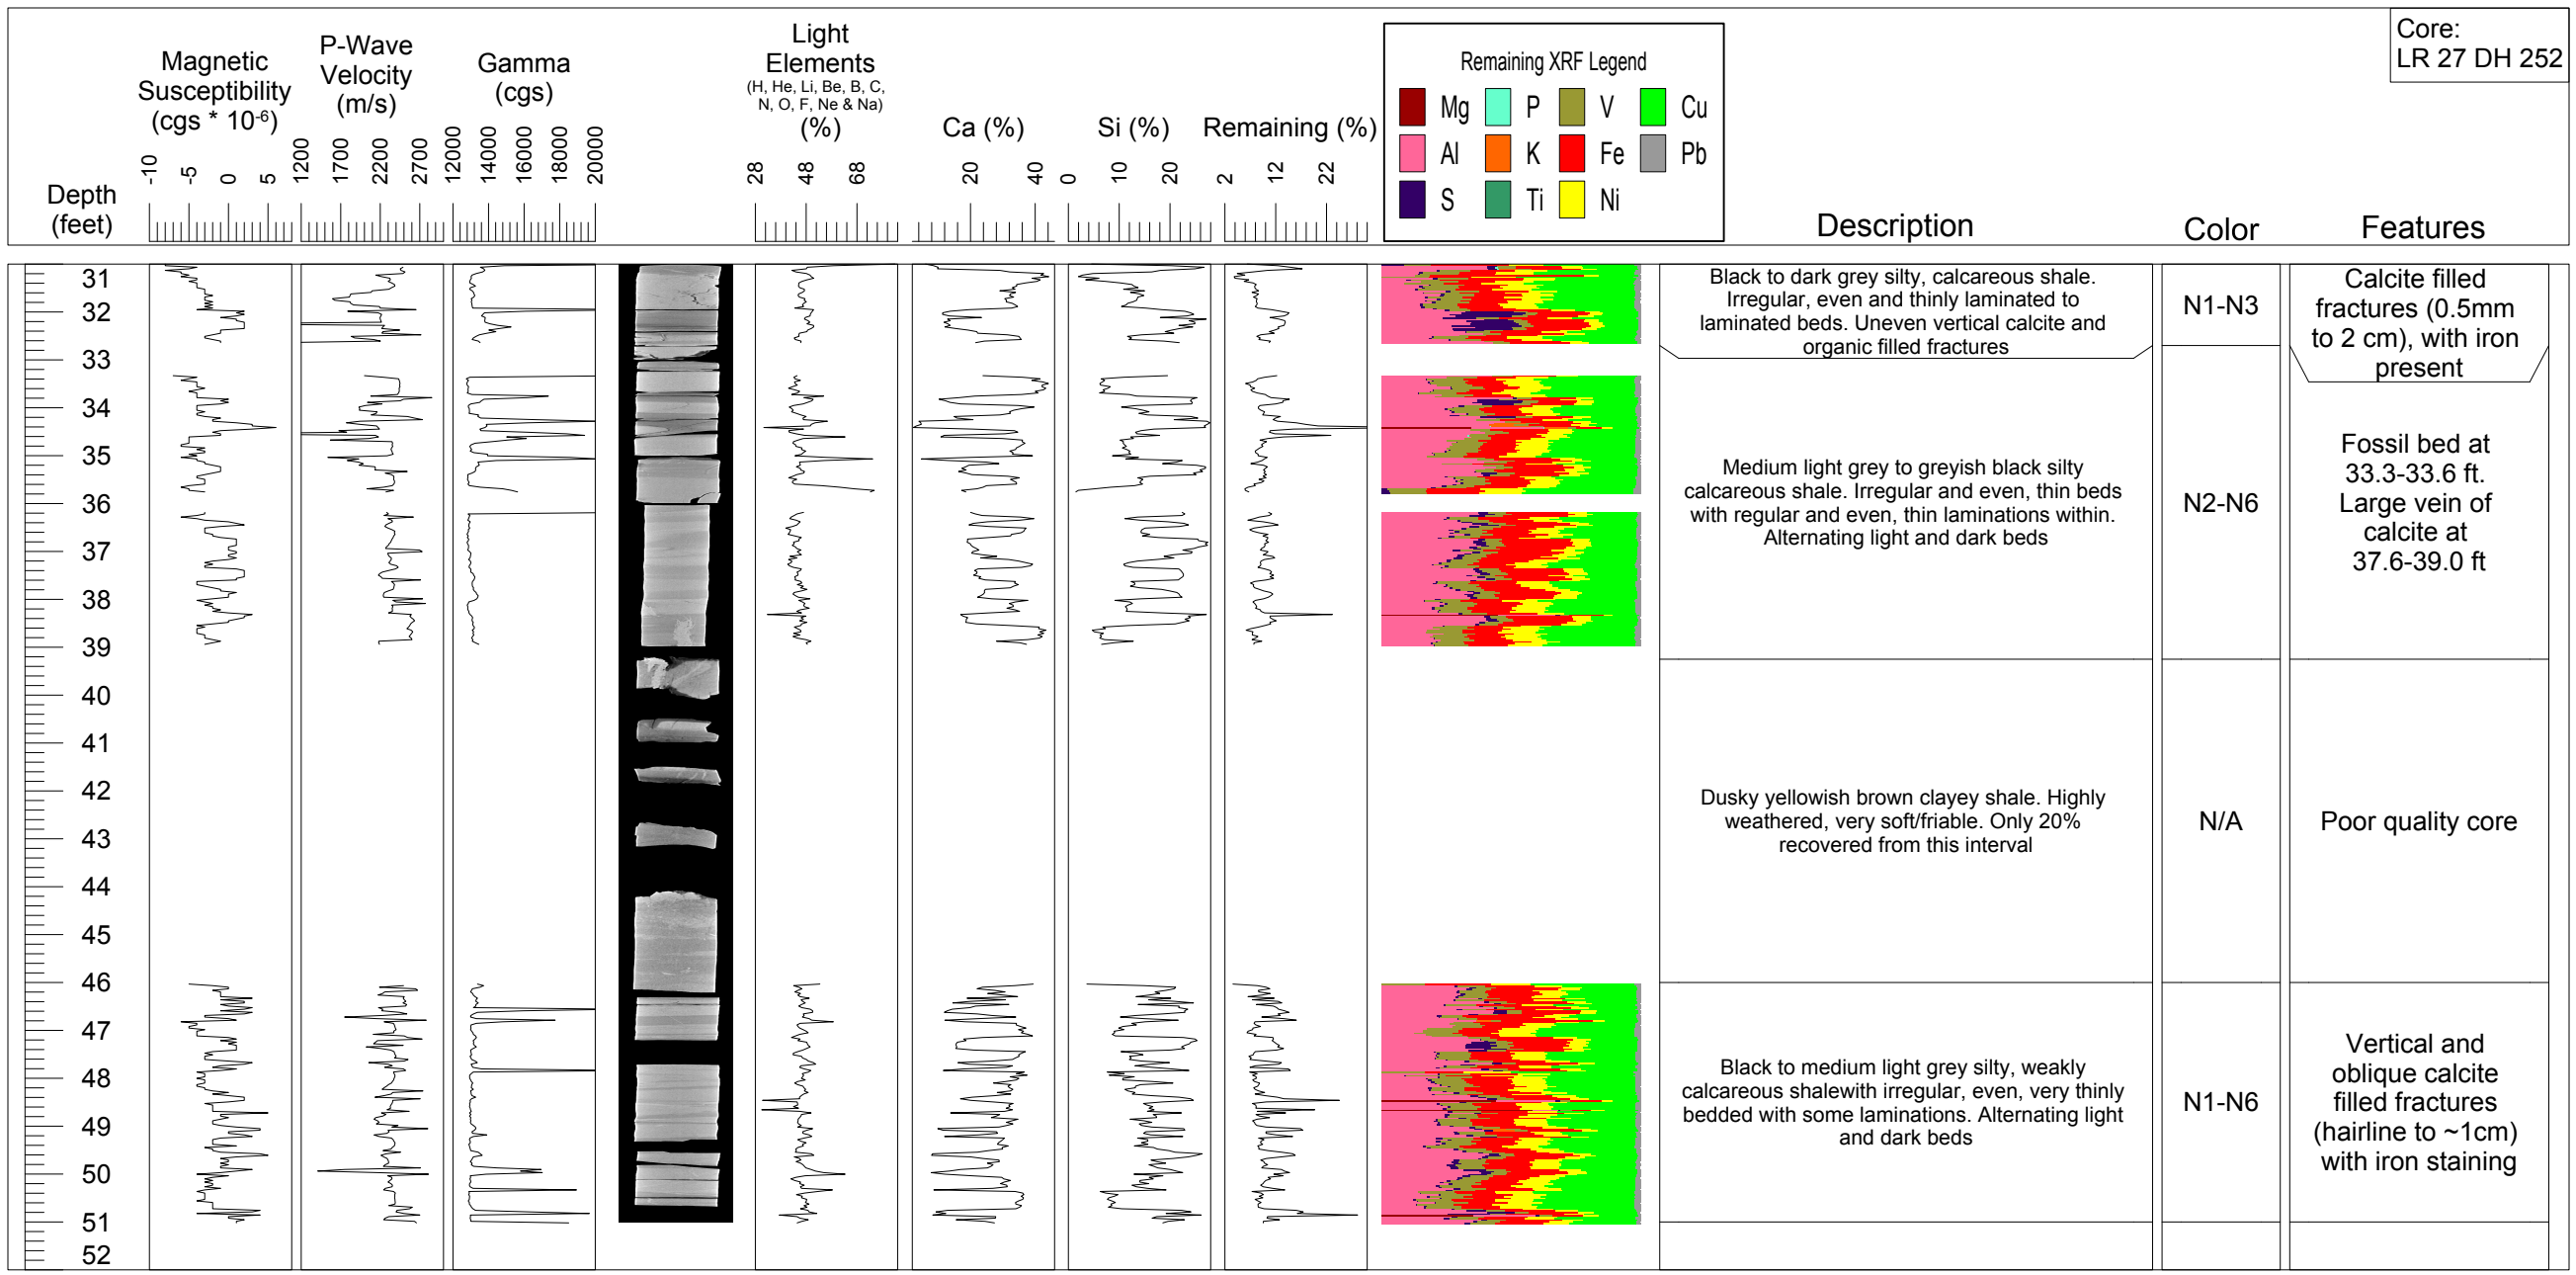 Core:
LR 27 DH 252
Depth
(feet)
Magnetic
Susceptibility
(cgs * 10-6)
-10
-5
0
5
P-Wave
Velocity
(m/s)
1200
1700
2200
2700
Gamma
(cgs)
12000
14000
16000
20000
Light
Elements
(H, He, Li, Be, B, C,
N, O, F, Ne & Na)
(%)
28
48
68
Ca (%)
20
40
Si (%)
0
10
20
Remaining (%)
2
12
22
Remaining XRF Legend
Mg P V Cu
Al K Fe Pb
S Ti Ni
Description
Color
Features
31
32
33
34
35
36
37
38
39
40
41
42
43
44
45
46
47
48
49
50
51
52
Black to dark grey silty, calcareous shale.
Irregular, even and thinly laminated to
laminated beds. Uneven vertical calcite and
organic filled fractures
N1-N3
Calcite filled
fractures (0.5mm
to 2 cm), with iron
present
Medium light grey to greyish black silty
calcareous shale. Irregular and even, thin beds
with regular and even, thin laminations within.
Alternating light and dark beds
N2-N6
Fossil bed at
33.3-33.6 ft.
Large vein of
calcite at
37.6-39.0 ft
Dusky yellowish brown clayey shale. Highly
weathered, very soft/friable. Only 20%
recovered from this interval
N/A
Poor quality core
Black to medium light grey silty, weakly
calcareous shalewith irregular, even, very thinly
bedded with some laminations. Alternating light
and dark beds
N1-N6
Vertical and
oblique calcite
filled fractures
(hairline to ~1cm)
with iron staining